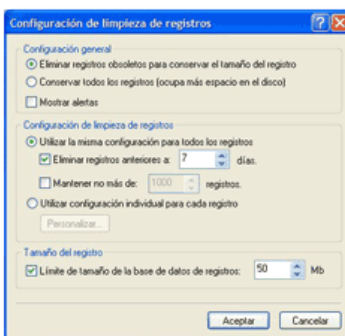 Configuración de limpieza de registros
Configuración general
Eliminar registros obsoletos para conservar el tamaño del registro
Conservar todos los registros (ocupa más espacio en el disco)
Mostrar alertas
Configuración de limpieza de registros
Utilizar la misma configuración para todos los registros
Eliminar registros anteriores a: 7 días.
Mantener no más de: 1000 registros.
Utilizar configuración individual para cada registro
Personalizar...
Tamaño del registro
Límite de tamaño de la base de datos de registros: 50 Mb
Aceptar Cancelar